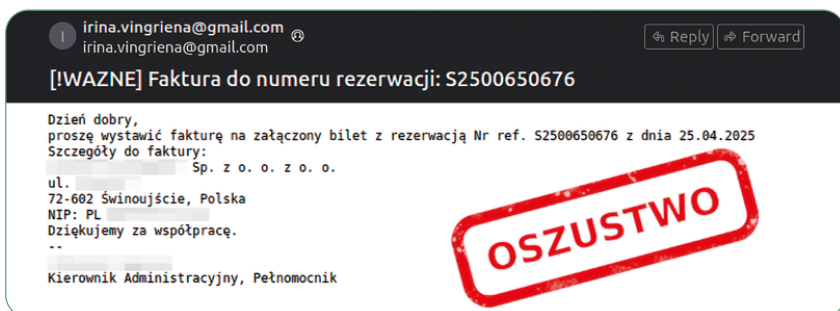 I
irina.vingriena@gmail.com
irina.vingriena@gmail.com
Reply
Forward
[!WAZNE] Faktura do numeru rezerwacji: S2500650676
Dzień dobry,
proszę wystawić fakturę na załączony bilet z rezerwacją Nr ref. S2500650676 z dnia 25.04.2025
Szczegóły do faktury:
Sp. z o. o. z o. o.
ul.
72-602 Świnoujście, Polska
NIP: PL
Dziękujemy za współpracę.
--
Kierownik Administracyjny, Pełnomocnik
OSZUSTWO